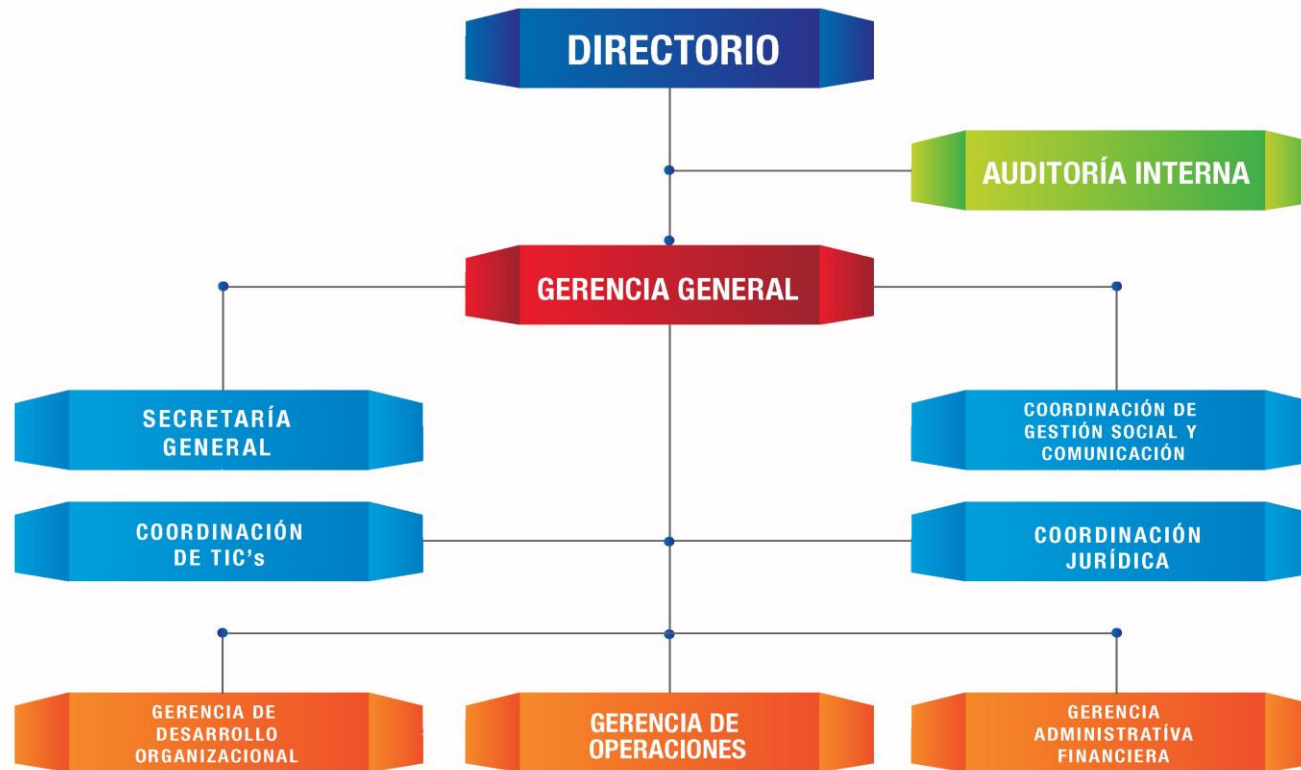 DIRECTORIO
AUDITORÍA INTERNA
GERENCIA GENERAL
SECRETARÍA
GENERAL
COORDINACIÓN DE
GESTIÓN SOCIAL Y
COMUNICACIÓN
COORDINACIÓN
DE TIC's
COORDINACIÓN
JURÍDICA
GERENCIA DE
DESARROLLO
ORGANIZACIONAL
GERENCIA DE
OPERACIONES
GERENCIA
ADMINISTRATÍVA
FINANCIERA